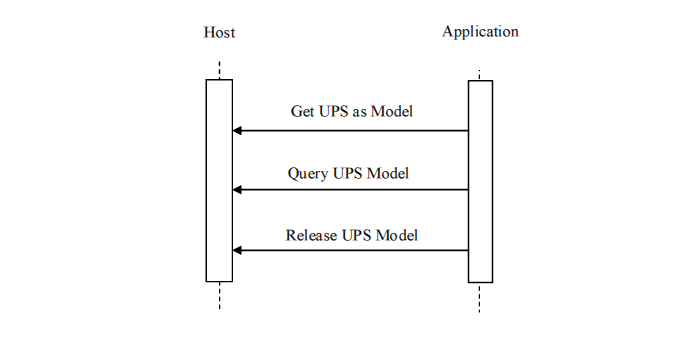 Host
Application
Get UPS as Model
Query UPS Model
Release UPS Model